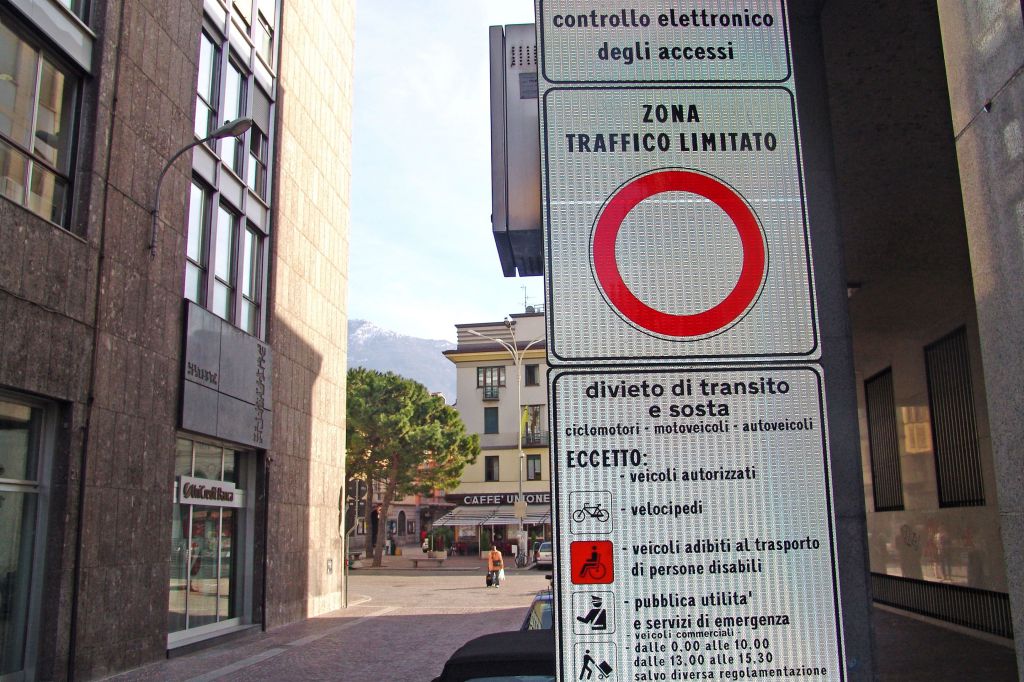 controllo elettronico
degli accessi
ZONA
TRAFFICO LIMITATO
divieto di transito
e sosta
ciclomotori - motoveicoli - autoveicoli
ECCETTO:
- veicoli autorizzati
- velocipedi
- veicoli adibiti al trasporto
di persone disabili
- pubblica utilita'
e servizi di emergenza
- veicoli commerciali -
dalle 0.00 alle 10.00
dalle 13.00 alle 15.30
salvo diversa regolamentazione
UniCredit Banca
CAFFE' UNIONE